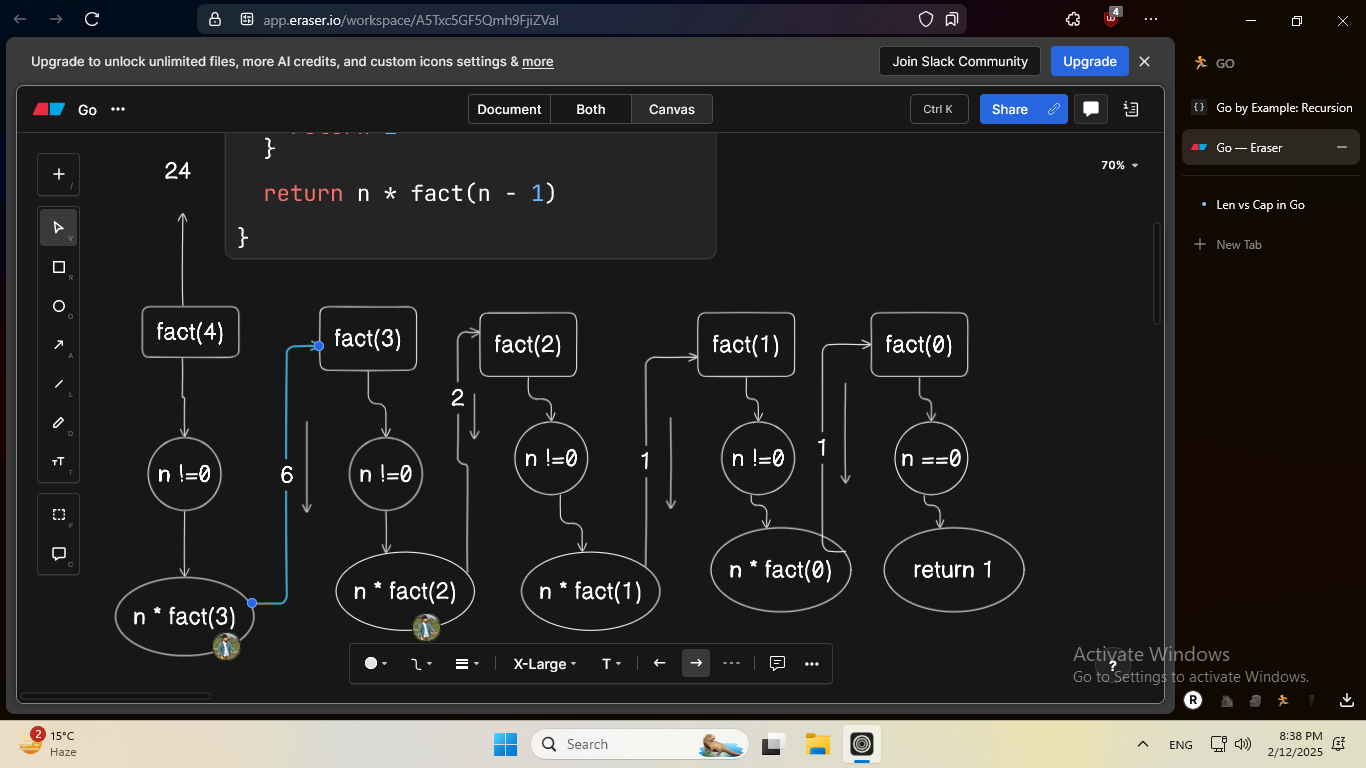 app.eraser.io/workspace/A5Txc5GF5Qmh9FjiZVal
4
Upgrade to unlock unlimited files, more AI credits, and custom icons settings & more
Join Slack Community
Upgrade
GO
Go by Example: Recursion
Go — Eraser
Len vs Cap in Go
New Tab
Go
Document
Both
Canvas
Ctrl K
Share
70%
24
}
return n * fact(n - 1)
}
/
V
R
O
A
L
D
T
F
C
fact(4)
fact(3)
fact(2)
fact(1)
fact(0)
2
1
1
6
n !=0
n !=0
n !=0
n !=0
n ==0
n * fact(3)
n * fact(2)
n * fact(1)
n * fact(0)
return 1
X-Large
T
?
Activate Windows
Go to Settings to activate Windows.
R
2
15°C
Haze
Search
ENG
8:38 PM
2/12/2025